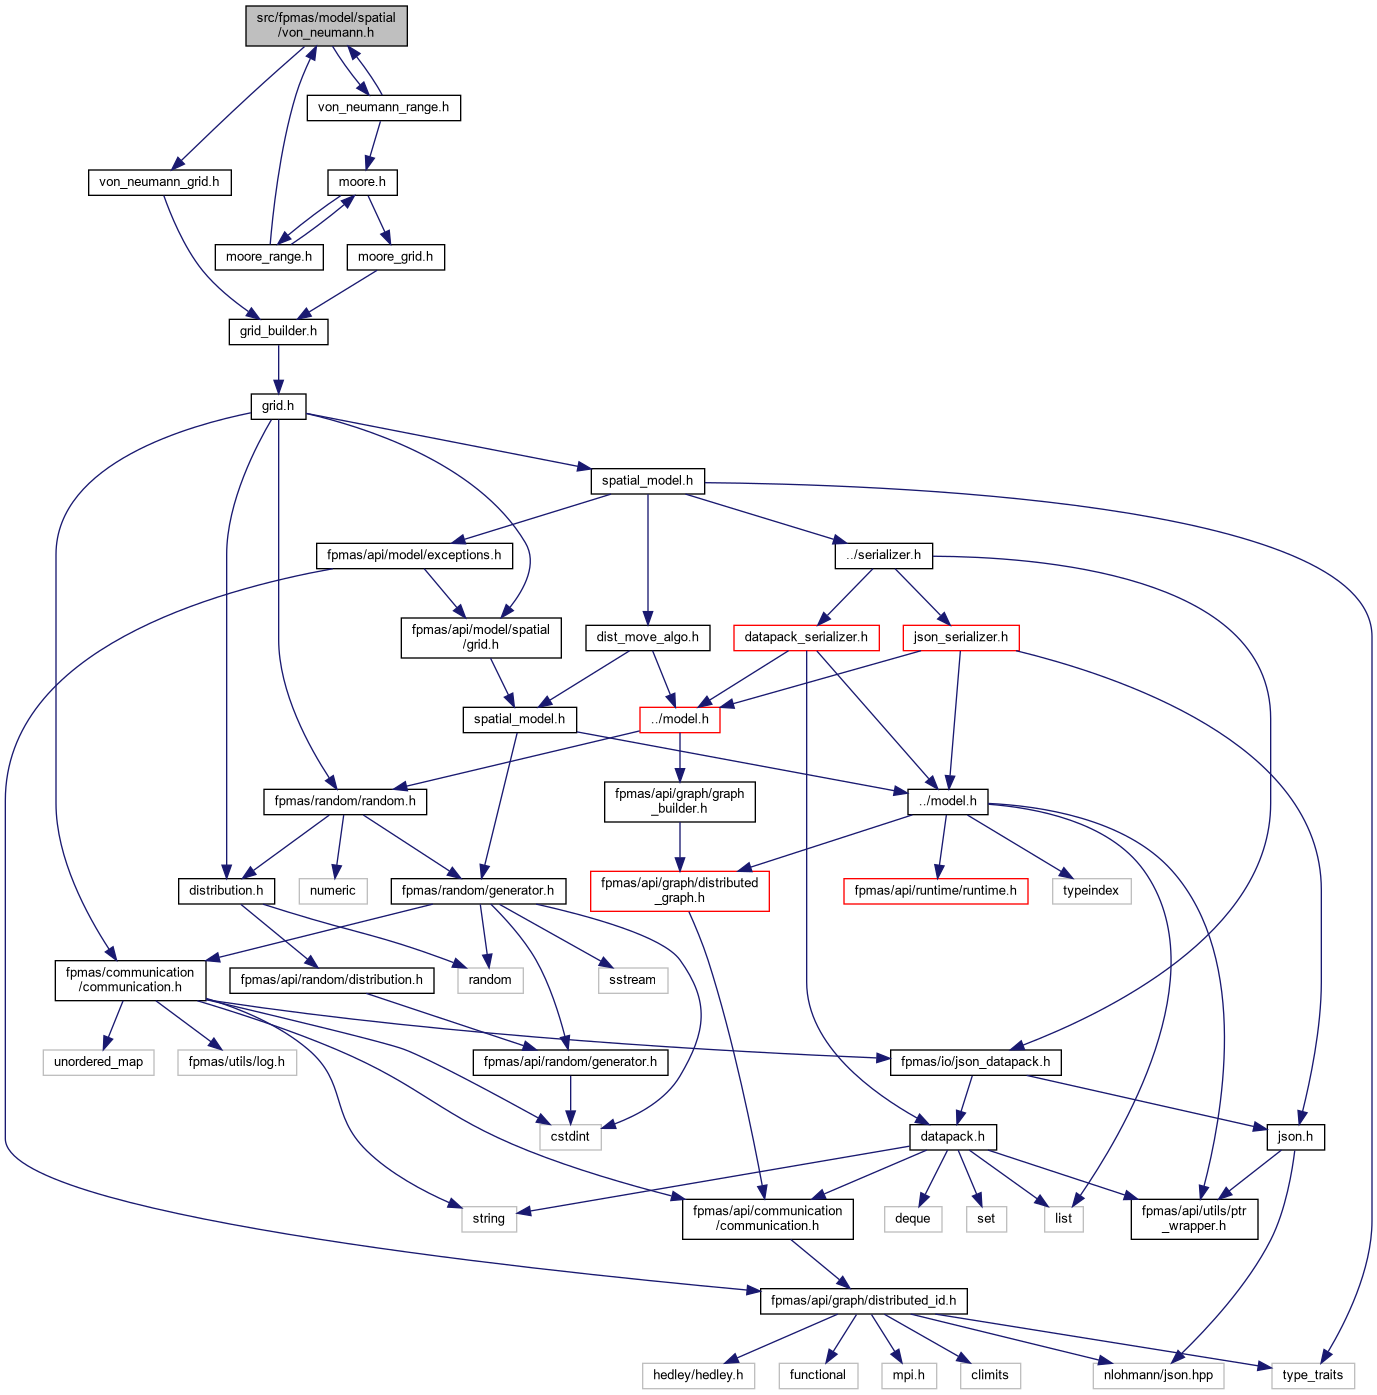 src/fpmas/model/spatial
/von_neumann.h
von_neumann_range.h
von_neumann_grid.h
moore.h
moore_range.h
moore_grid.h
grid_builder.h
grid.h
spatial_model.h
fpmas/api/model/exceptions.h
../serializer.h
fpmas/api/model/spatial
/grid.h
dist_move_algo.h
datapack_serializer.h
json_serializer.h
spatial_model.h
../model.h
fpmas/random/random.h
fpmas/api/graph/graph
_builder.h
../model.h
distribution.h
numeric
fpmas/random/generator.h
fpmas/api/graph/distributed
_graph.h
fpmas/api/runtime/runtime.h
typeindex
fpmas/communication
/communication.h
fpmas/api/random/distribution.h
random
sstream
unordered_map
fpmas/utils/log.h
fpmas/api/random/generator.h
fpmas/io/json_datapack.h
cstdint
datapack.h
json.h
string
fpmas/api/communication
/communication.h
deque
set
list
fpmas/api/utils/ptr
_wrapper.h
fpmas/api/graph/distributed_id.h
hedley/hedley.h
functional
mpi.h
climits
nlohmann/json.hpp
type_traits